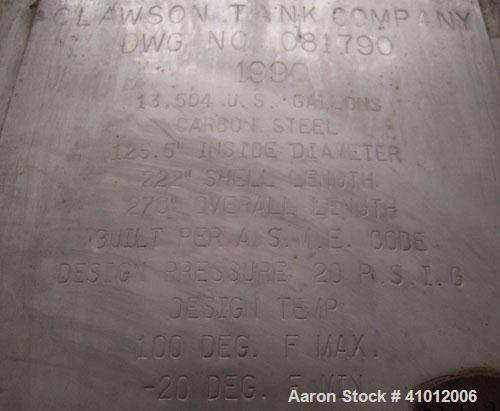 CLAWSON TANK COMPANY
DWG NO. 081790
1990
13,504 U.S. GALLONS
CARBON STEEL
125.5" INSIDE DIAMETER
222" SHELL LENGTH
270" OVERALL LENGTH
BUILT PER A.S.M.E. CODE
DESIGN PRESSURE 20 P.S.I.G
DESIGN TEMP
100 DEG. F MAX.
-20 DEG. F MIN
Aaron Stock # 41012006